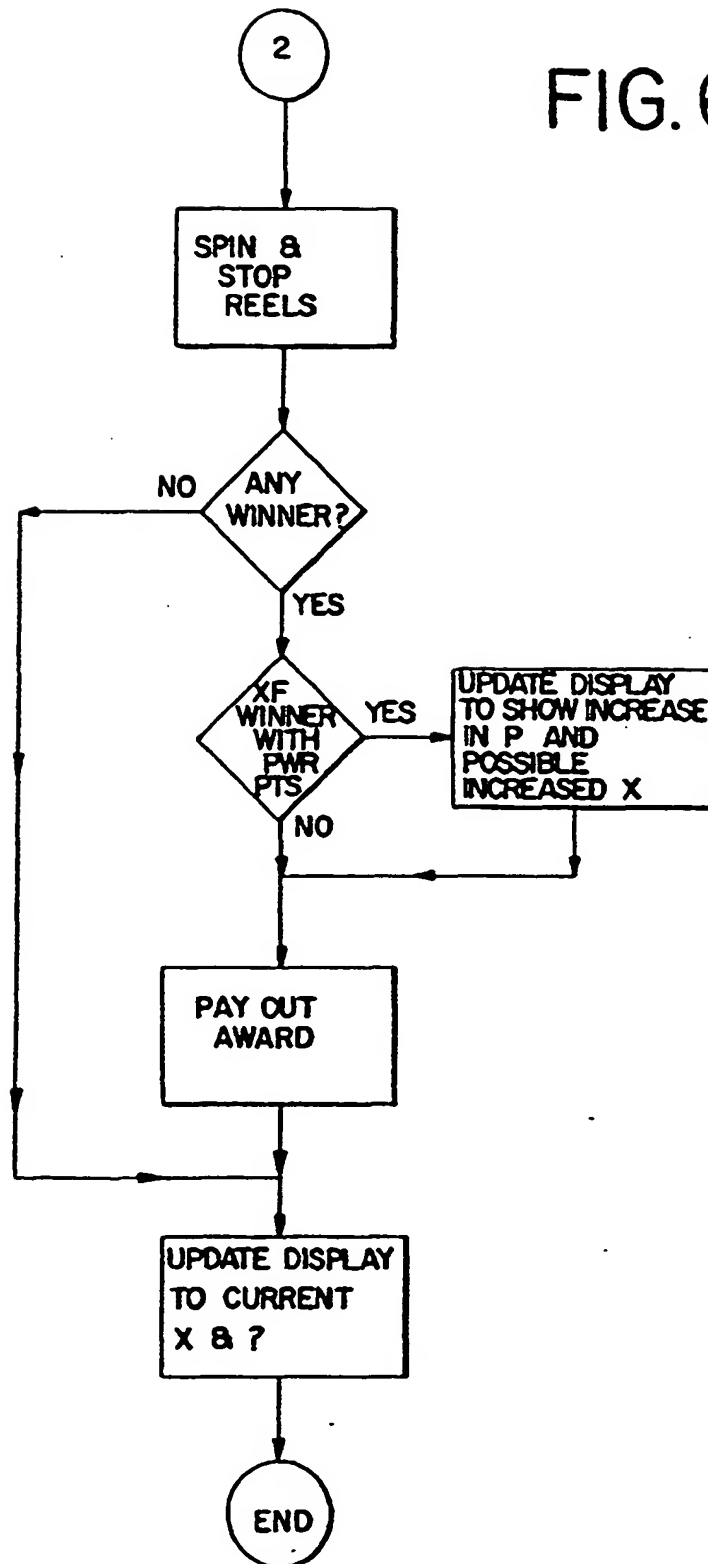 2
FIG. 6
SPIN &
STOP
REELS
NO
ANY
WINNER?
YES
XF
WINNER
WITH
PWR
PTS
YES
UPDATE DISPLAY
TO SHOW INCREASE
IN P AND
POSSIBLE
INCREASED X
NO
PAY OUT
AWARD
UPDATE DISPLAY
TO CURRENT
X & ?
END